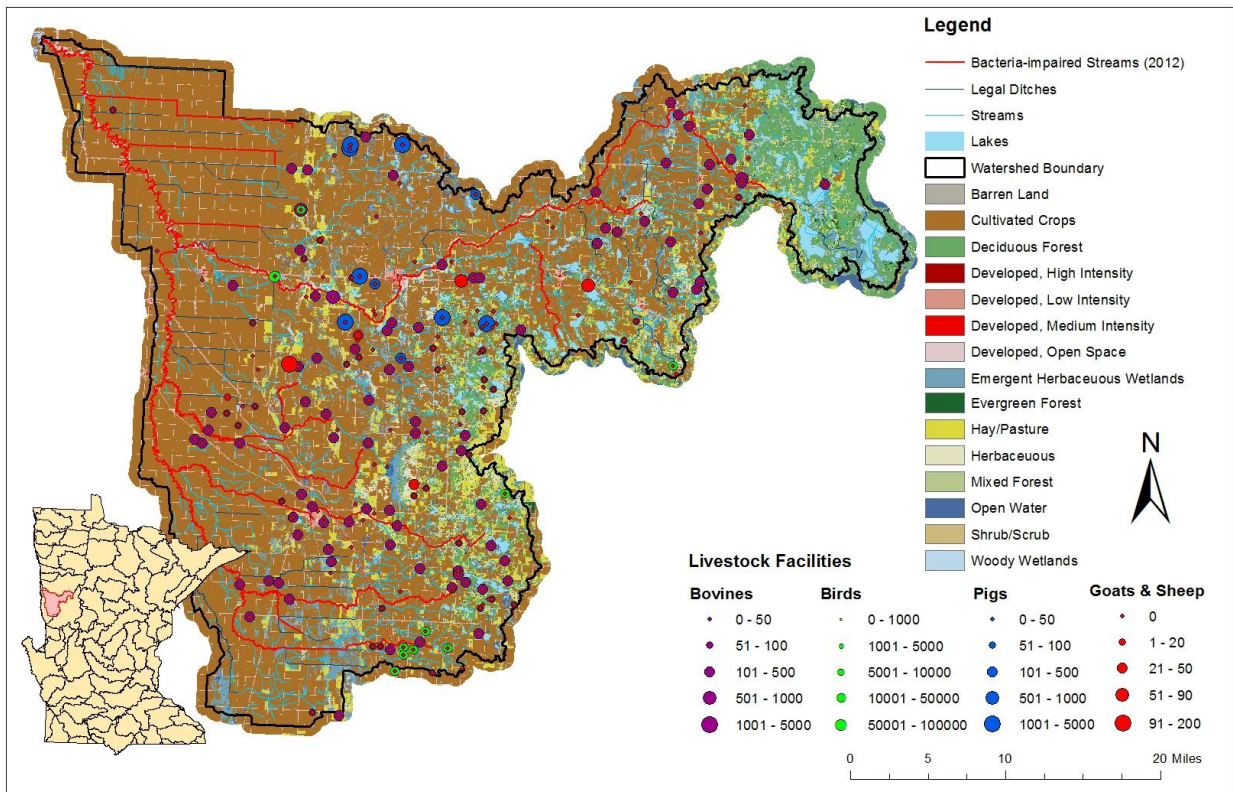 Legend
Bacteria-impaired Streams (2012)
Legal Ditches
Streams
Lakes
Watershed Boundary
Barren Land
Cultivated Crops
Deciduous Forest
Developed, High Intensity
Developed, Low Intensity
Developed, Medium Intensity
Developed, Open Space
Emergent Herbaceuous Wetlands
Evergreen Forest
Hay/Pasture
Herbaceuous
Mixed Forest
Open Water
Shrub/Scrub
Woody Wetlands
N
Livestock Facilities
Bovines
0 - 50
51 - 100
101 - 500
501 - 1000
1001 - 5000
Birds
0 - 1000
1001 - 5000
5001 - 10000
10001 - 50000
50001 - 100000
Pigs
0 - 50
51 - 100
101 - 500
501 - 1000
1001 - 5000
Goats & Sheep
0
1 - 20
21 - 50
51 - 90
91 - 200
0 5 10 20 Miles